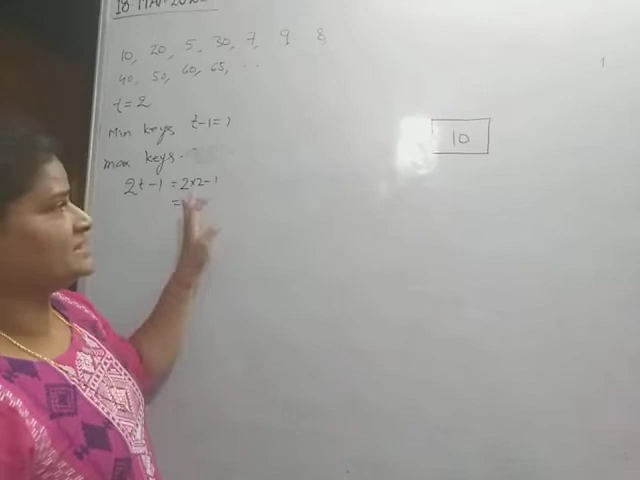 10, 20, 5, 30, 7, 9 8
40, 50, 60, 65, ..
t=2
Min keys t-1=1
max keys-
2t-1 = 2×2-1
=
10